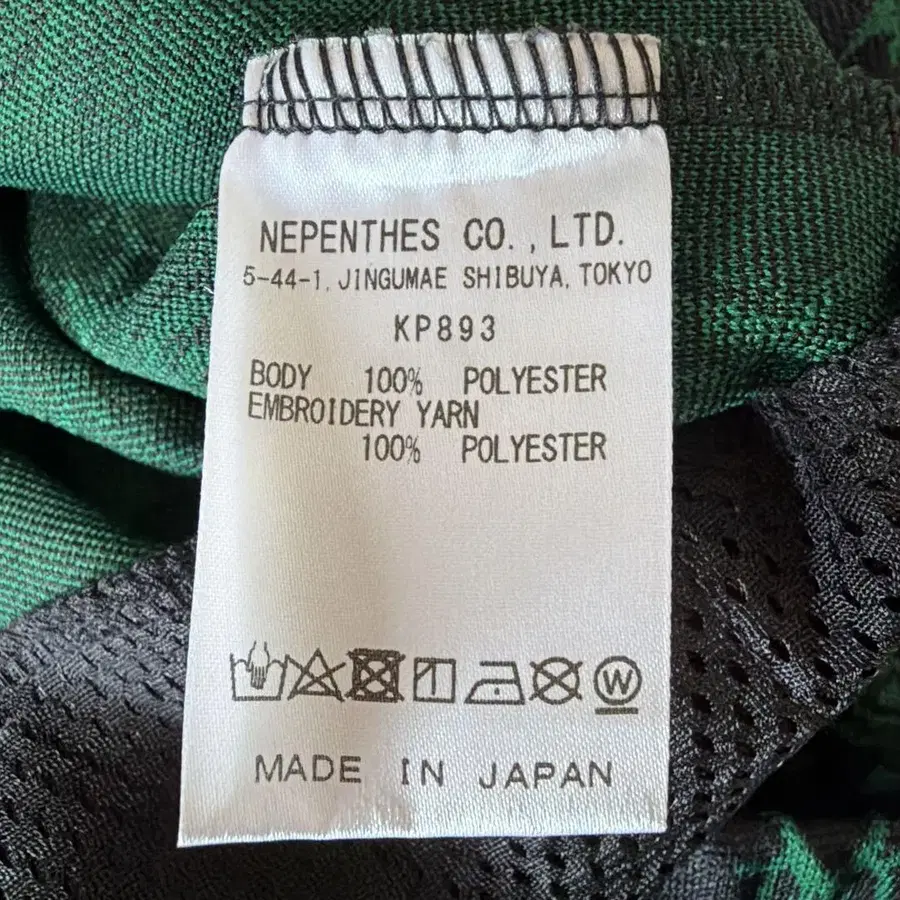 NEPENTHES CO.,LTD.
5-44-1, JINGUMAE SHIBUYA, TOKYO
KP893
BODY 100% POLYESTER
EMBROIDERY YARN
100% POLYESTER
W
MADE IN JAPAN